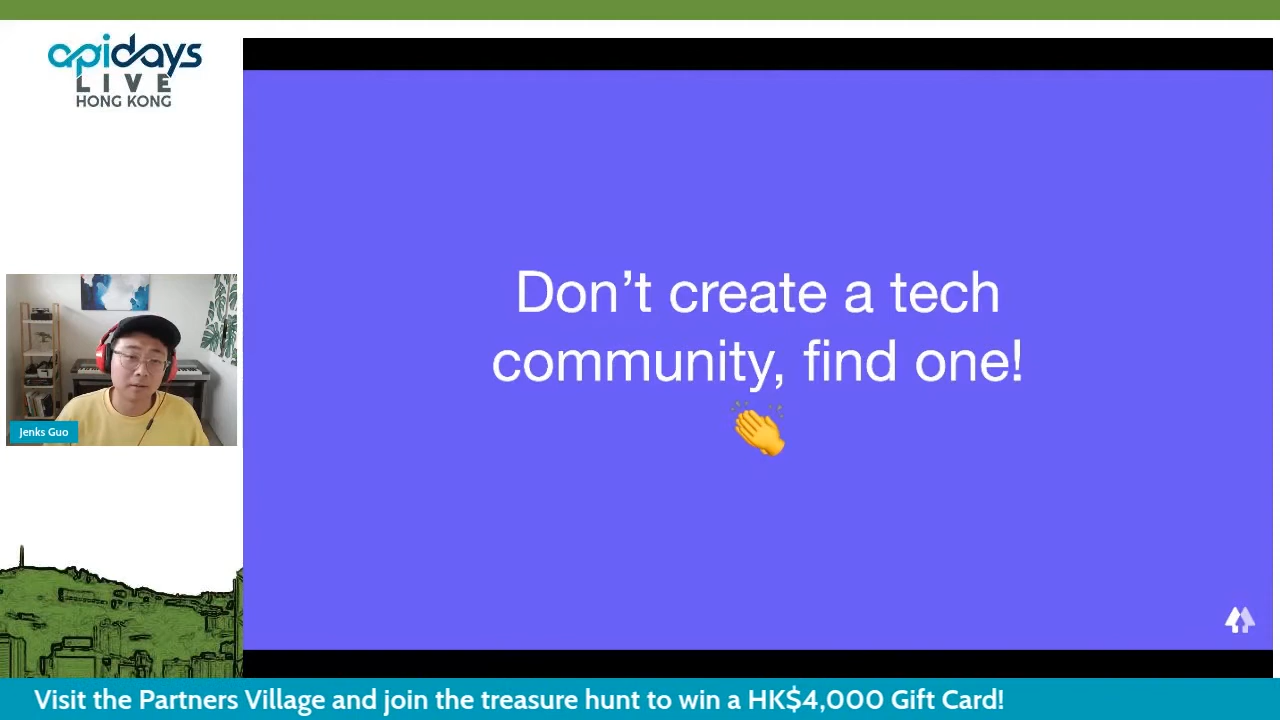 apidays
LIVE
HONG KONG
Jenks Guo
Don’t create a tech
community, find one!
👏
Visit the Partners Village and join the treasure hunt to win a HK$4,000 Gift Card!